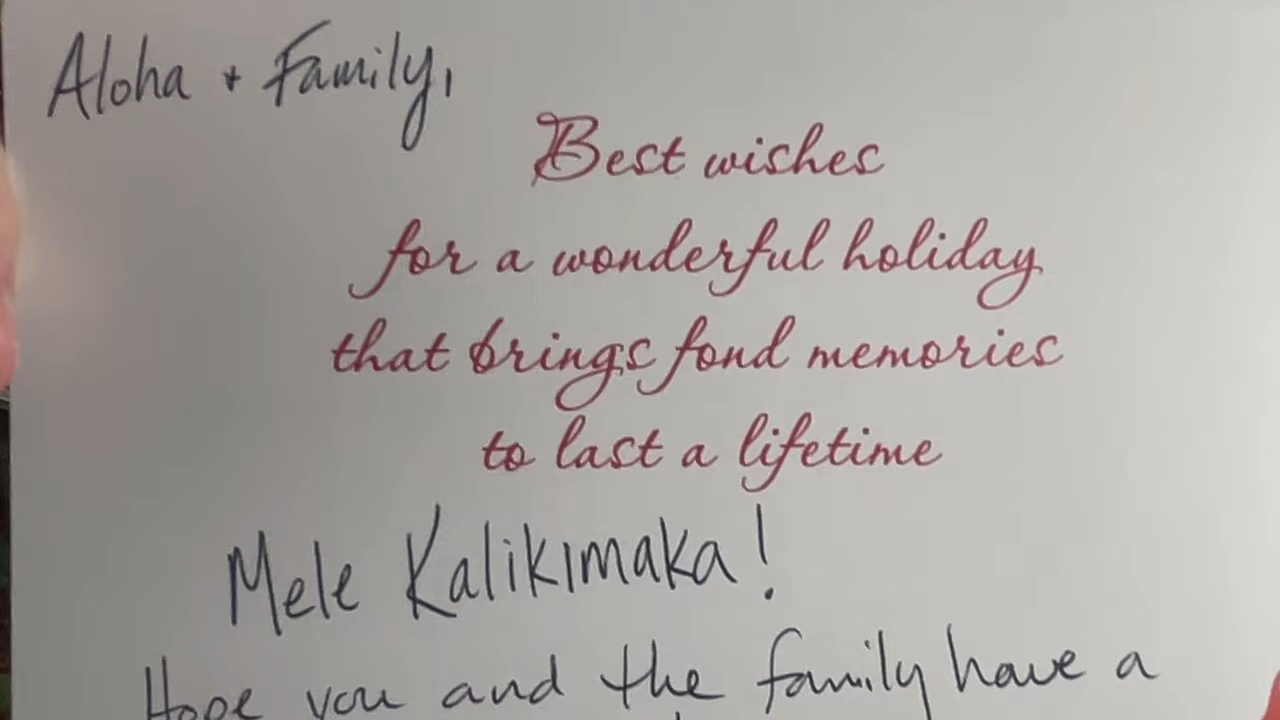 Aloha + Family,
Best wishes
for a wonderful holiday
that brings fond memories
to last a lifetime
Mele Kalikimaka!
Hope you and the family have a